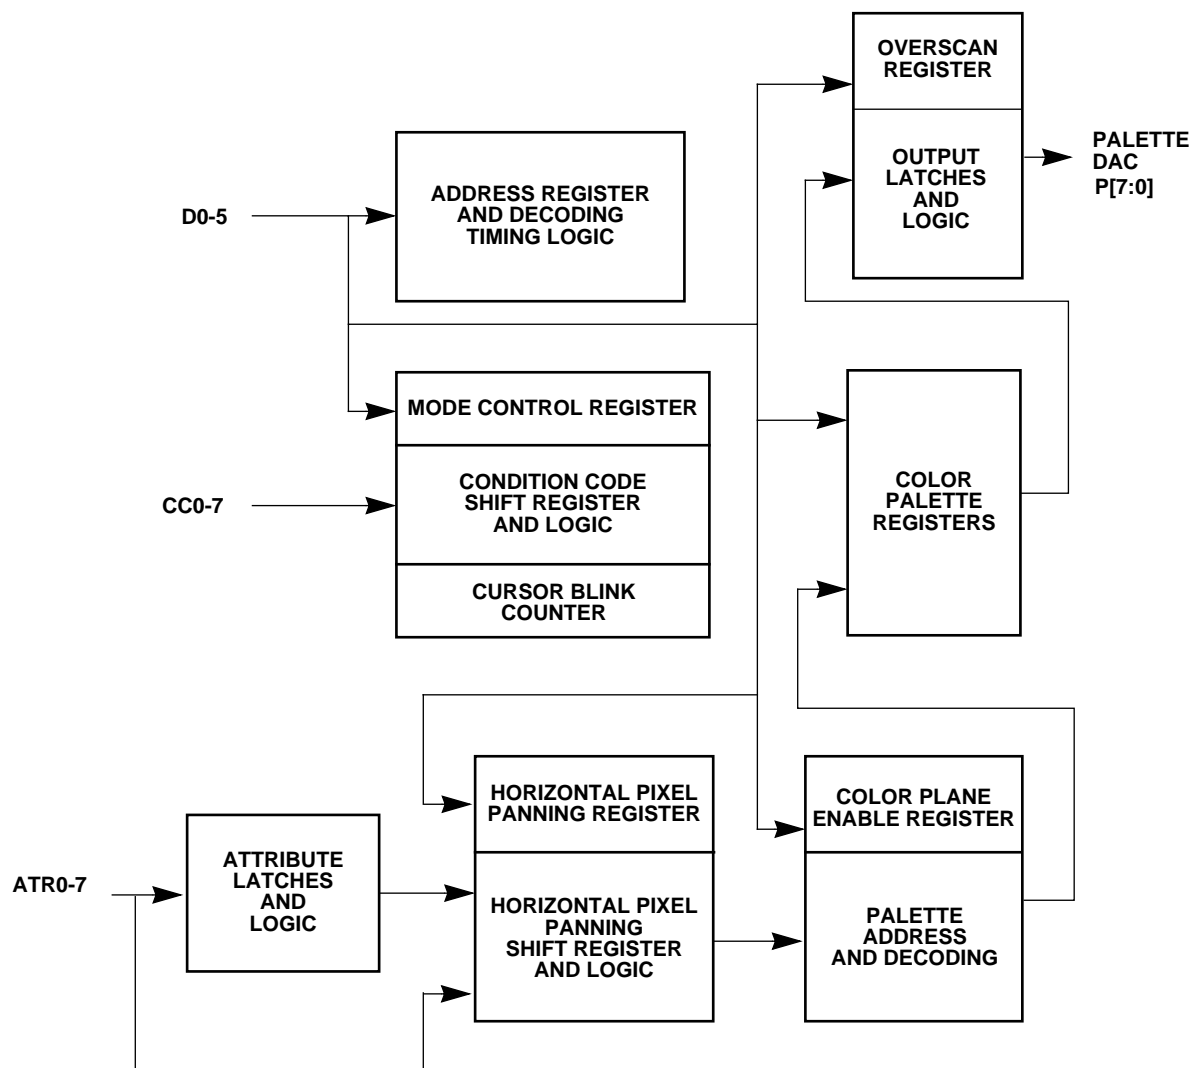 OVERSCAN
REGISTER
OUTPUT
LATCHES
AND
LOGIC
PALETTE
DAC
P[7:0]
D0-5
ADDRESS REGISTER
AND DECODING
TIMING LOGIC
MODE CONTROL REGISTER
CC0-7
CONDITION CODE
SHIFT REGISTER
AND LOGIC
CURSOR BLINK
COUNTER
COLOR
PALETTE
REGISTERS
HORIZONTAL PIXEL
PANNING REGISTER
COLOR PLANE
ENABLE REGISTER
ATR0-7
ATTRIBUTE
LATCHES
AND
LOGIC
HORIZONTAL PIXEL
PANNING
SHIFT REGISTER
AND LOGIC
PALETTE
ADDRESS
AND DECODING